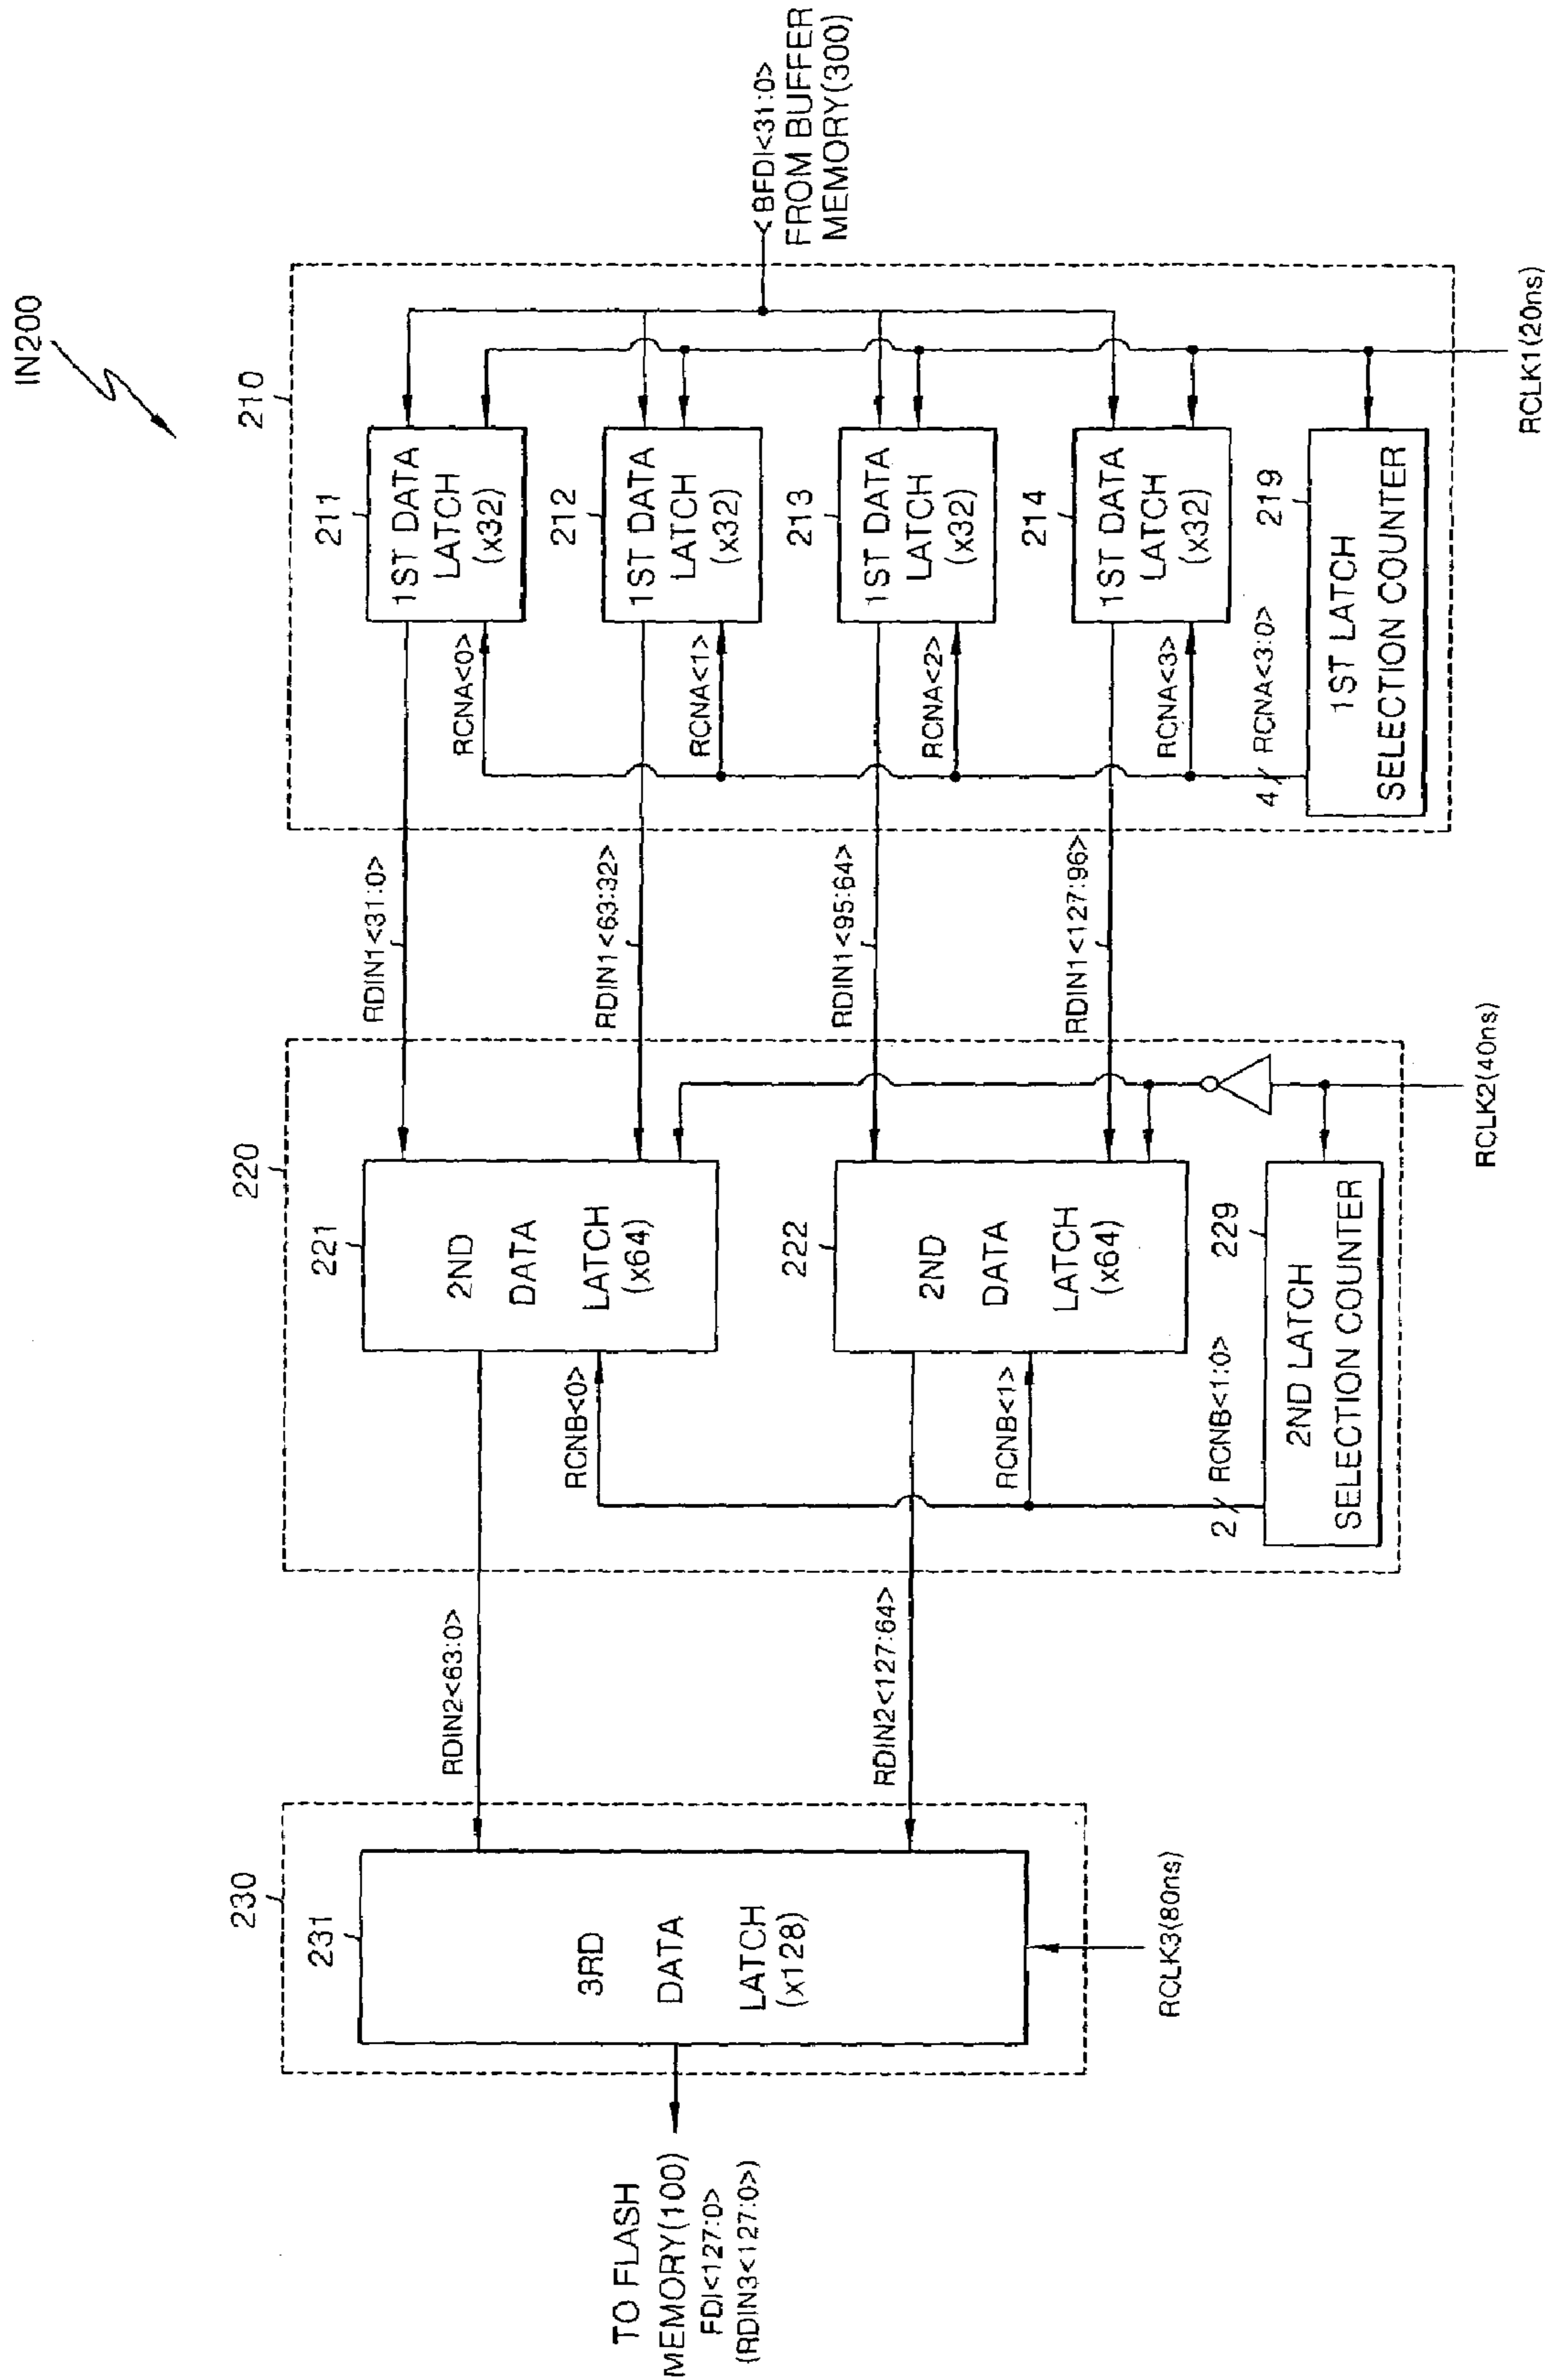 IN200
210
211
1ST DATA
LATCH
(x32)
212
1ST DATA
LATCH
(x32)
213
1ST DATA
LATCH
(x32)
214
1ST DATA
LATCH
(x32)
219
1ST LATCH
SELECTION COUNTER
BFDI<31:0>
FROM BUFFER
MEMORY(300)
RCLK1(20ns)
RCNA<0>
RCNA<1>
RCNA<2>
RCNA<3>
4
RCNA<3:0>
RDIN1<31:0>
RDIN1<63:32>
RDIN1<95:64>
RDIN1<127:96>
220
221
2ND
DATA
LATCH
(x64)
222
2ND
DATA
LATCH
(x64)
229
2ND LATCH
SELECTION COUNTER
RCLK2(40ns)
RCNB<0>
RCNB<1>
2
RCNB<1:0>
RDIN2<63:0>
RDIN2<127:64>
230
231
3RD
DATA
LATCH
(x128)
RCLK3(80ns)
TO FLASH
MEMORY(100)
FDI<127:0>
(RDIN3<127:0>)